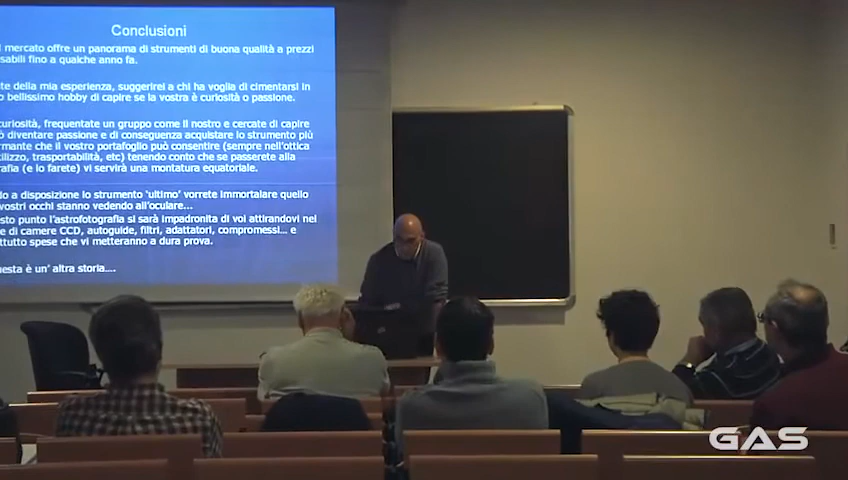 Conclusioni
mercato offre un panorama di strumenti di buona qualità a prezzi
sabili fino a qualche anno fa.
te della mia esperienza, suggerirei a chi ha voglia di cimentarsi in
o bellissimo hobby di capire se la vostra è curiosità o passione.
curiosità, frequentate un gruppo come il nostro e cercate di capire
ò diventare passione e di conseguenza acquistare lo strumento più
rmante che il vostro portafoglio può consentire (sempre nell'ottica
tilizzo, trasportabilità, etc) tenendo conto che se passerete alla
rafia (e lo farete) vi servirà una montatura equatoriale.
do a disposizione lo strumento 'ultimo' vorrete immortalare quello
vostri occhi stanno vedendo all'oculare...
sto punto l'astrofotografia si sarà impadronita di voi attirandovi nel
e di camere CCD, autoguide, filtri, adattatori, compromessi... e
ttutto spese che vi metteranno a dura prova.
esta è un' altra storia....
GAS